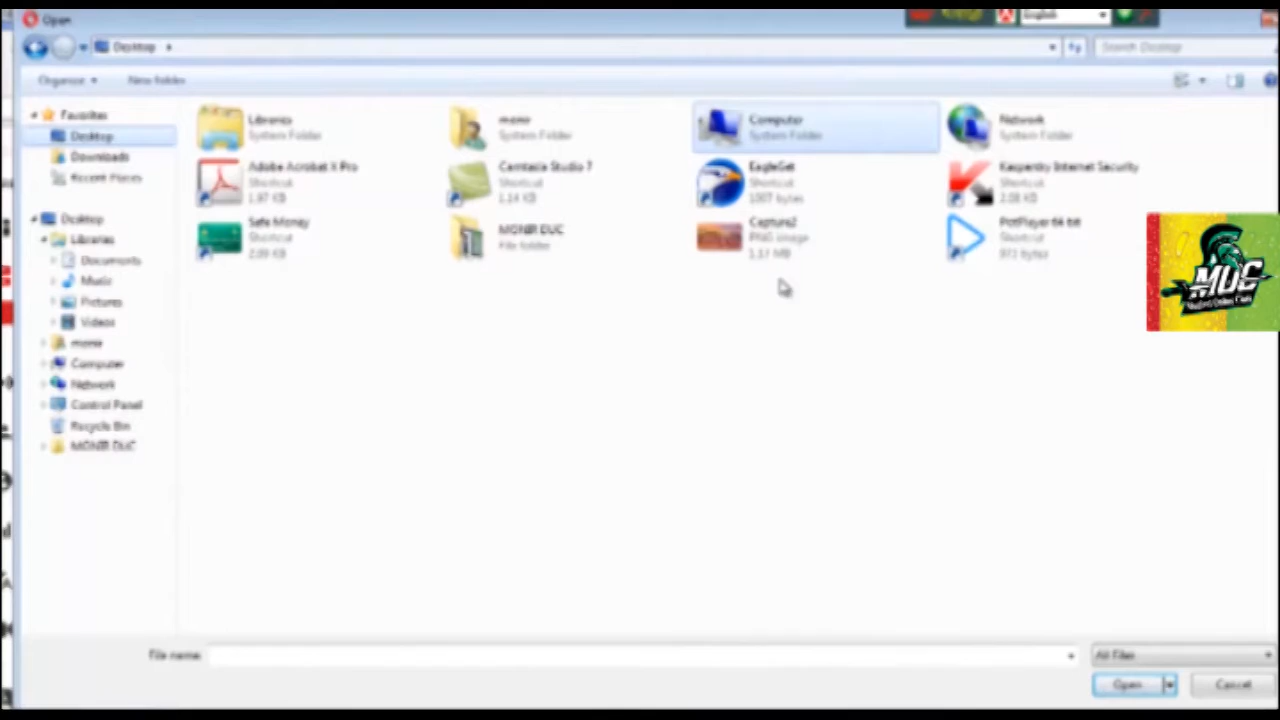 Open
English
Desktop
Search Desktop
Organize
New folder
Favorites
Desktop
Downloads
Recent Places
Desktop
Libraries
Documents
Music
Pictures
Videos
monir
Computer
Network
Control Panel
Recycle Bin
MONIR DUC
Libraries
System Folder
monir
System Folder
Computer
System Folder
Network
System Folder
Adobe Acrobat X Pro
Shortcut
1.97 KB
Camtasia Studio 7
Shortcut
1.14 KB
EagleGet
Shortcut
1007 bytes
Kaspersky Internet Security
Shortcut
2.08 KB
Safe Money
Shortcut
2.09 KB
MONIR DUC
File folder
Capture2
PNG image
1.17 MB
PotPlayer 64 bit
Shortcut
971 bytes
MUC
File name:
All Files
Open
Cancel